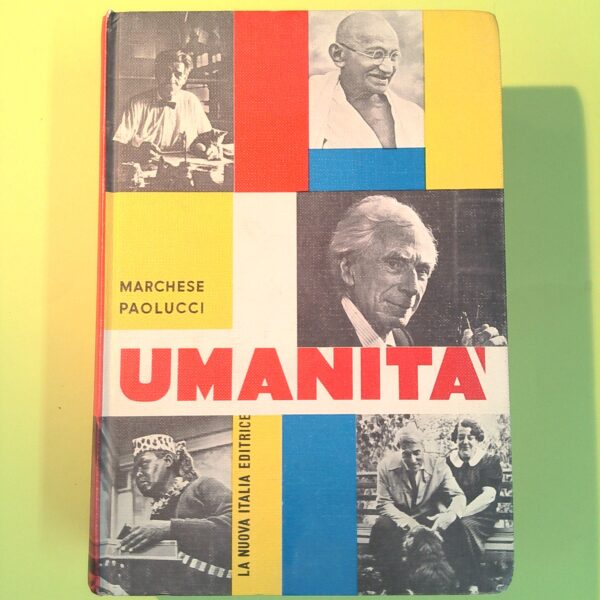 MARCHESE
PAOLUCCI
UMANITA'
LA NUOVA ITALIA EDITRICE